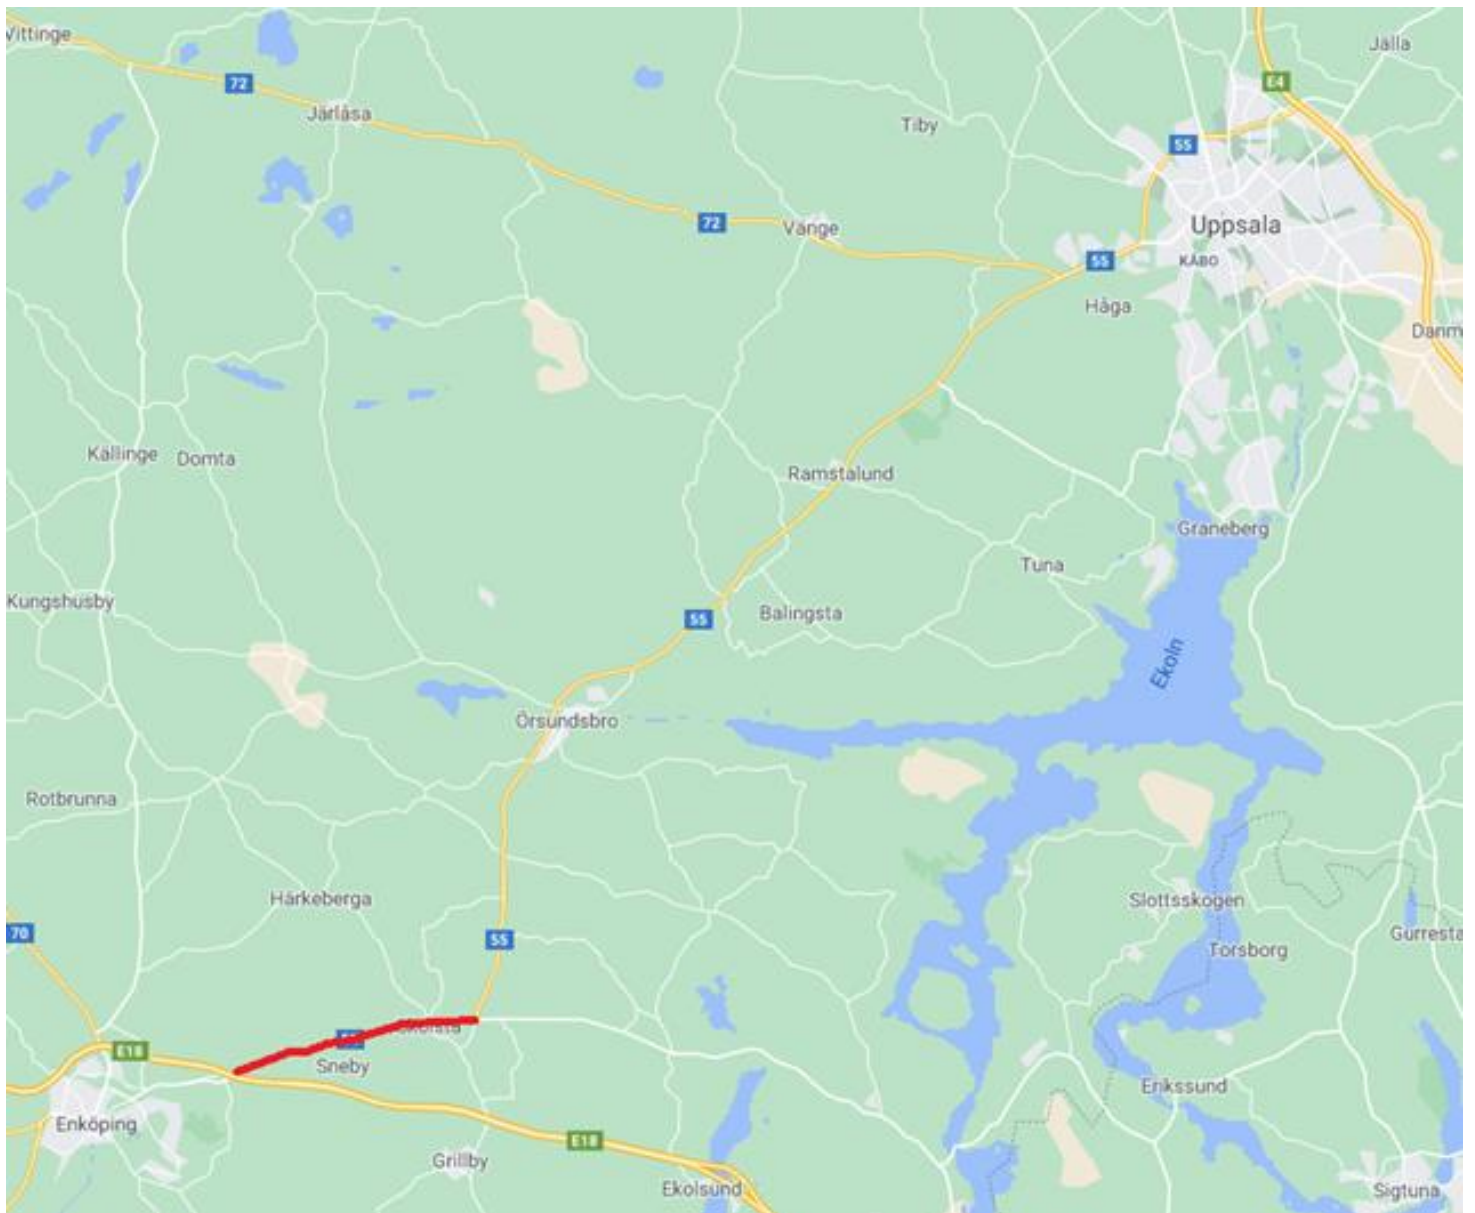 Vittinge
Jälla
72
E4
Järlåsa
Tiby
55
72
Vänge
Uppsala
KÅBO
55
Håga
Danm
Källinge
Domta
Ramstalund
Graneberg
Tuna
Kungshusby
Balingsta
55
Ekoln
Örsundsbro
Rotbrunna
Härkeberga
Slottsskogen
70
55
Gurresta
Torsborg
E18
Sneby
Erikssund
Enköping
E18
Grillby
Ekolsund
Sigtuna